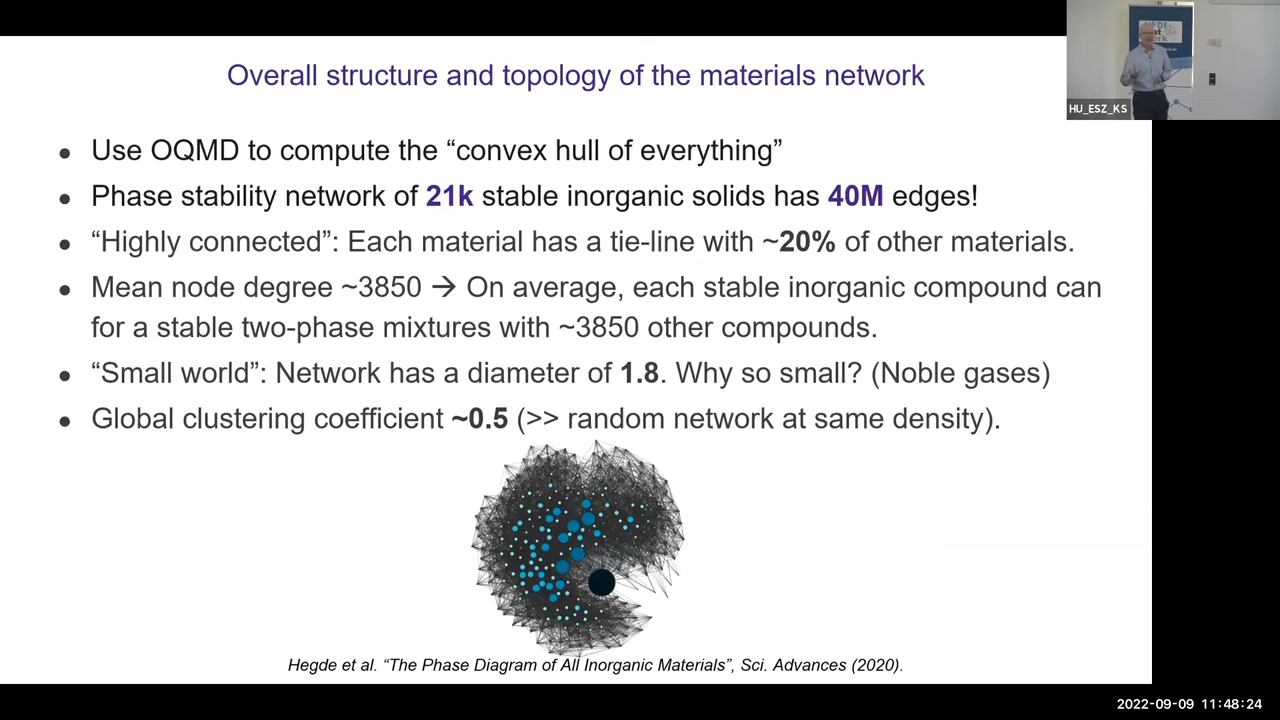 Overall structure and topology of the materials network
HU_ESZ_KS
• Use OQMD to compute the “convex hull of everything”
• Phase stability network of 21k stable inorganic solids has 40M edges!
• “Highly connected”: Each material has a tie-line with ~20% of other materials.
• Mean node degree ~3850 → On average, each stable inorganic compound can
for a stable two-phase mixtures with ~3850 other compounds.
• “Small world”: Network has a diameter of 1.8. Why so small? (Noble gases)
• Global clustering coefficient ~0.5 (>> random network at same density).
Hegde et al. “The Phase Diagram of All Inorganic Materials”, Sci. Advances (2020).
2022-09-09 11:48:24